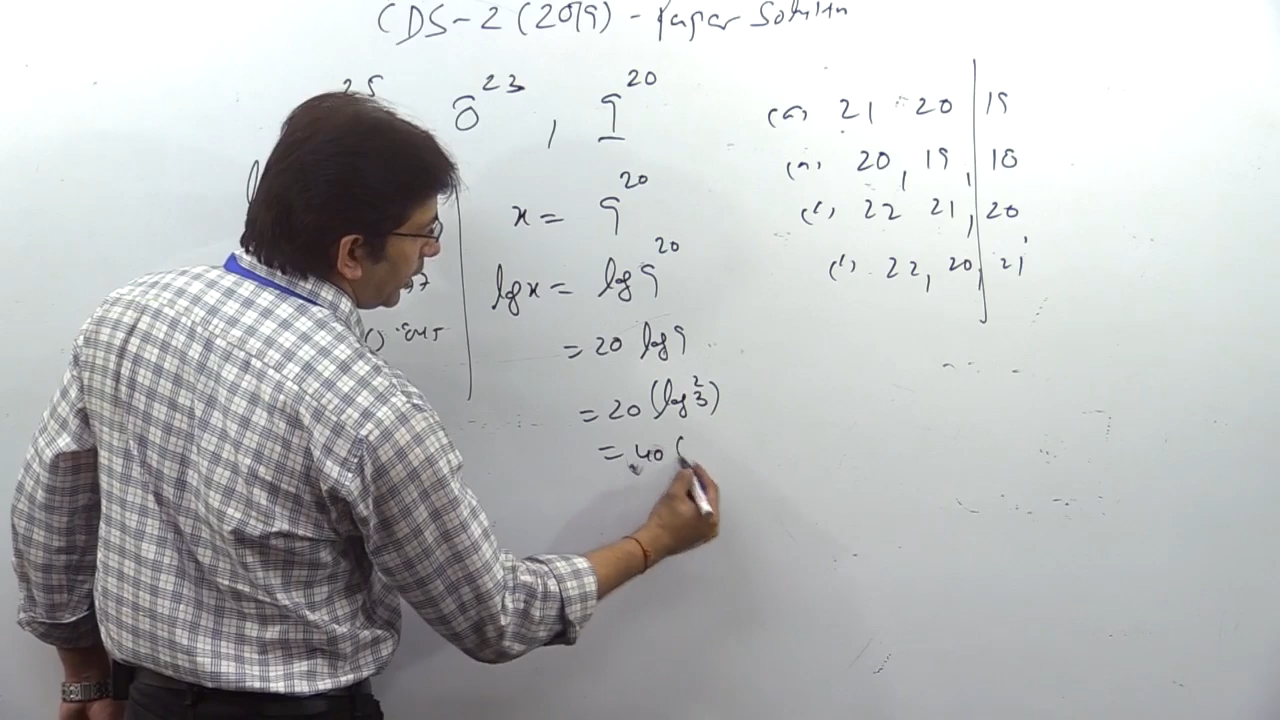 CDS-2 (2019) - Paper Solution
25 8^23 , 9^20
x = 9^20
log x = log 9^20
= 20 log 9
= 20 (log 3^2)
= 40 (
(a) 21 20 19
20, 19, 18
22 21, 20
22, 20, 21